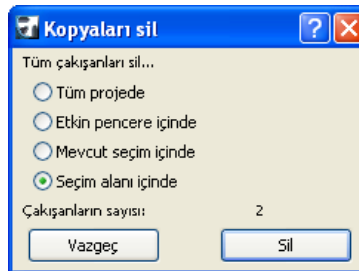 Kopyaları sil
Tüm çakışanları sil...
Tüm projede
Etkin pencere içinde
Mevcut seçim içinde
Seçim alanı içinde
Çakışanların sayısı: 2
Vazgeç Sil